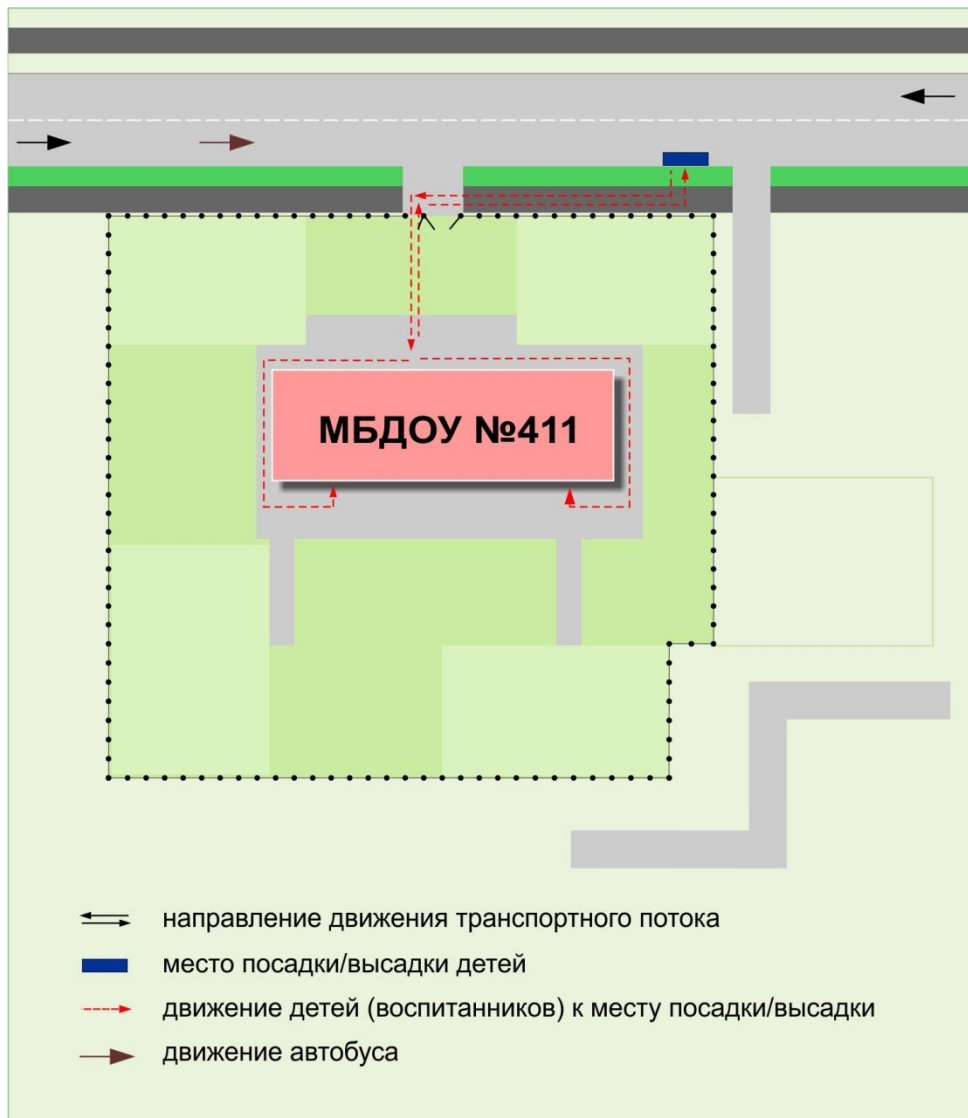 МБДОУ №411
направление движения транспортного потока
место посадки/высадки детей
движение детей (воспитанников) к месту посадки/высадки
движение автобуса